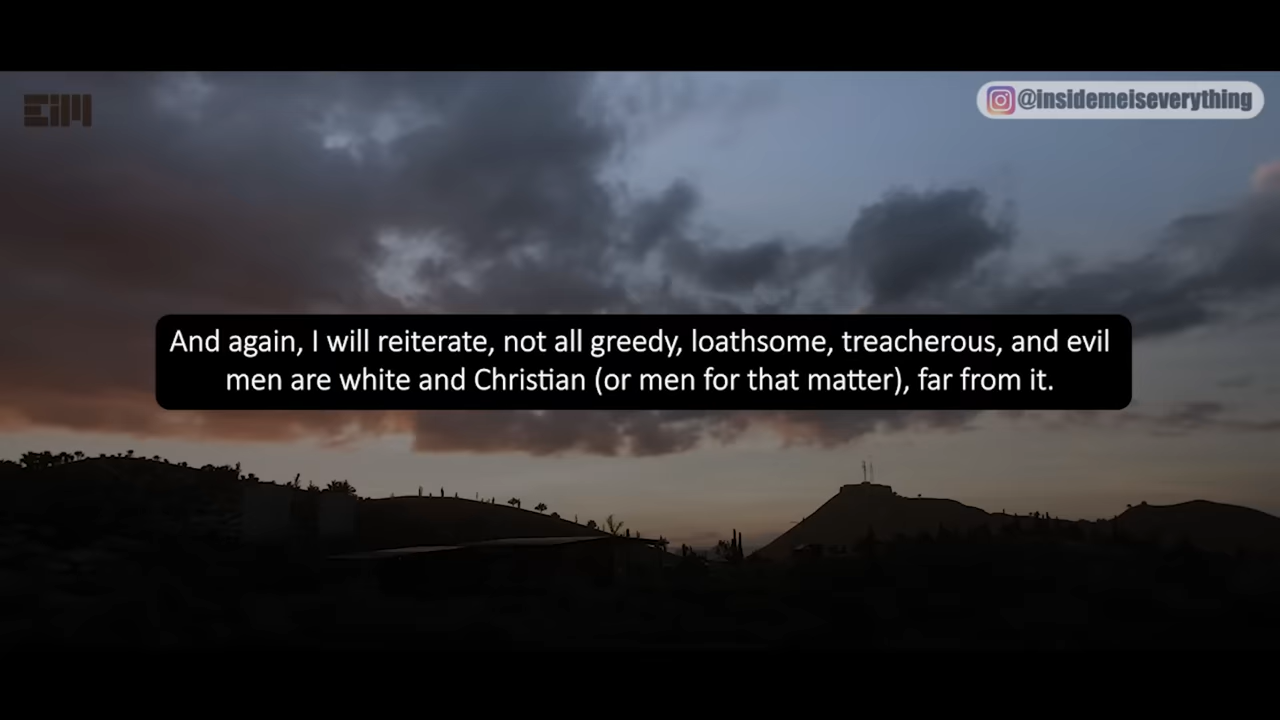 EiM
@insidemeiseverything
And again, I will reiterate, not all greedy, loathsome, treacherous, and evil
men are white and Christian (or men for that matter), far from it.